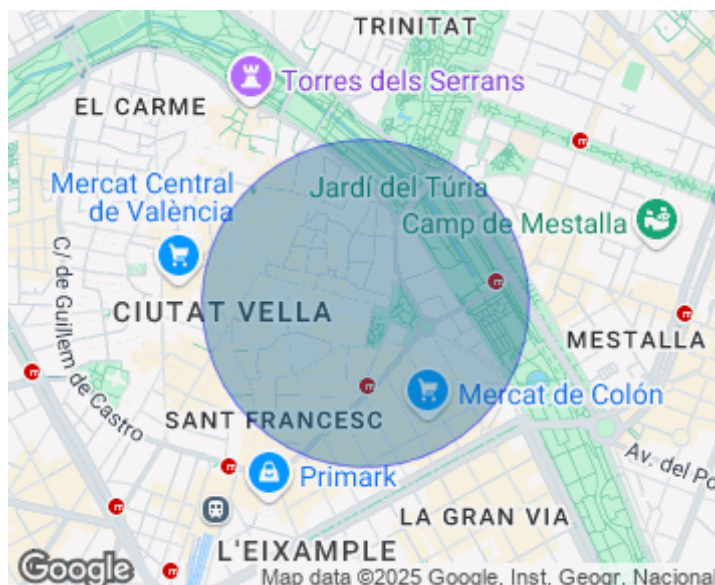 TRINITAT
Torres dels Serrans
EL CARME
Mercat Central
de València
Jardí del Túria
Camp de Mestalla
CIUTAT VELLA
C/ de Guillem de Castro
MESTALLA
Mercat de Colón
SANT FRANCESC
Primark
Av. del Po
LA GRAN VIA
L'EIXAMPLE
Google
Map data ©2025 Google, Inst. Geogr. Nacional